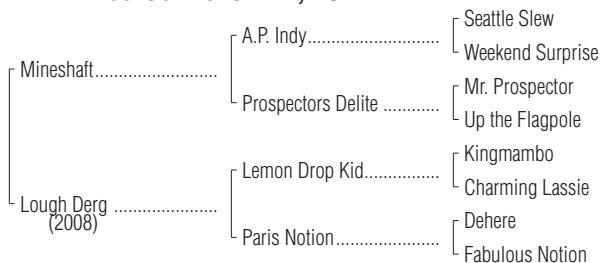 Seattle Slew
A.P. Indy
Weekend Surprise
Mineshaft
Mr. Prospector
Prospectors Delite
Up the Flagpole
Kingmambo
Lemon Drop Kid
Charming Lassie
Lough Derg
(2008)
Dehere
Paris Notion
Fabulous Notion